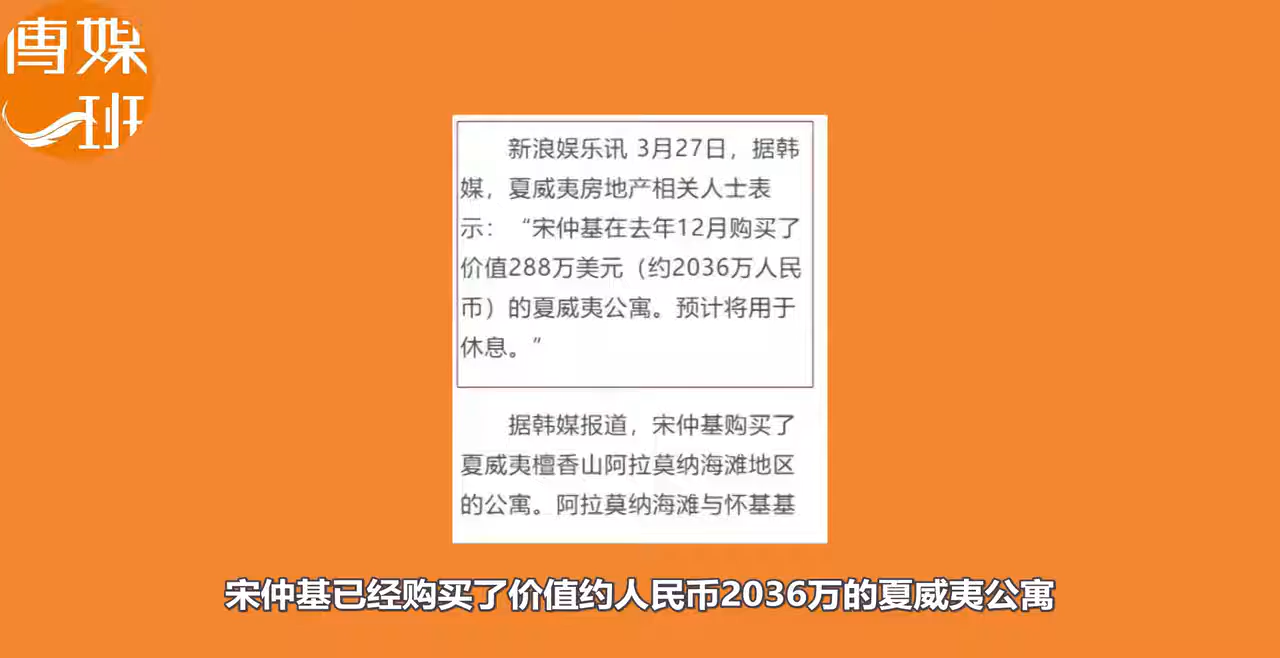 傳媒
一班
新浪娱乐讯 3月27日，据韩
媒，夏威夷房地产相关人士表
示：“宋仲基在去年12月购买了
价值288万美元（约2036万人民
币）的夏威夷公寓。预计将用于
休息。”
据韩媒报道，宋仲基购买了
夏威夷檀香山阿拉莫纳海滩地区
的公寓。阿拉莫纳海滩与怀基基
宋仲基已经购买了价值约人民币2036万的夏威夷公寓